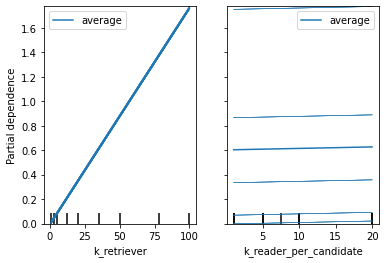 average
average
Partial dependence
1.6
1.4
1.2
1.0
0.8
0.6
0.4
0.2
0.0
0 25 50 75 100
5 10 15 20
k_retriever
k_reader_per_candidate